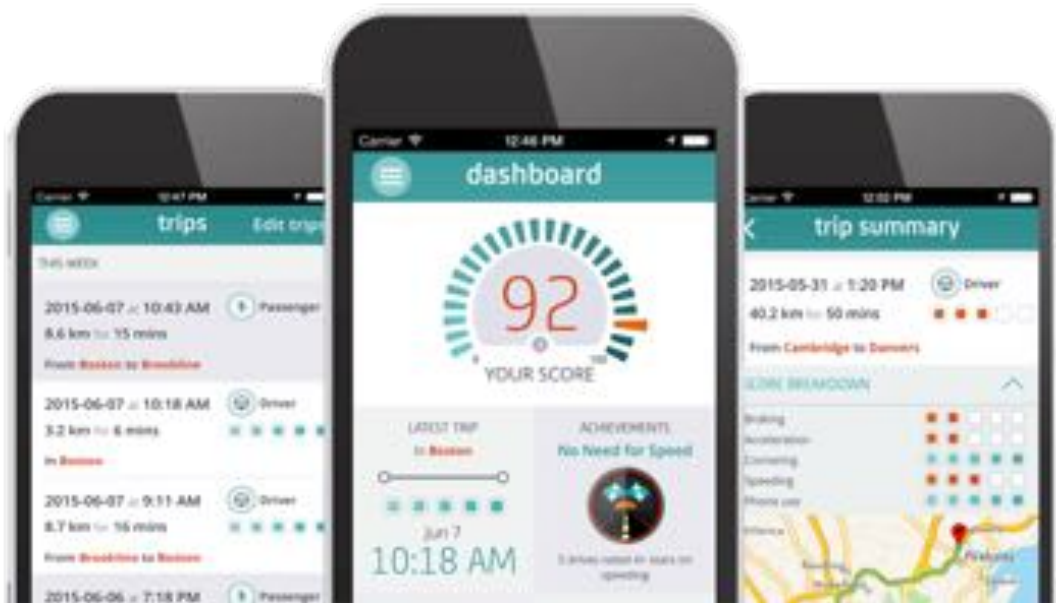 Carrier 12:47 PM
trips Edit trips
THIS WEEK
2015-06-07 at 10:43 AM Passenger
8.6 km for 15 mins
From Boston to Brookline
2015-06-07 at 10:18 AM Driver
3.2 km for 6 mins
In Boston
2015-06-07 at 9:11 AM Driver
8.7 km for 16 mins
From Brookline to Boston
2015-06-06 at 7:18 PM Passenger
Carrier 12:46 PM
dashboard
92
0 100
YOUR SCORE
LATEST TRIP
In Boston
Jun 7
10:18 AM
ACHIEVEMENTS
No Need for Speed
speeding
Carrier 12:02 PM
trip summary
2015-05-31 at 1:20 PM Driver
40.2 km for 50 mins
From Cambridge to Danvers
SCORE BREAKDOWN
Braking
Acceleration
Cornering
Speeding
Phone use